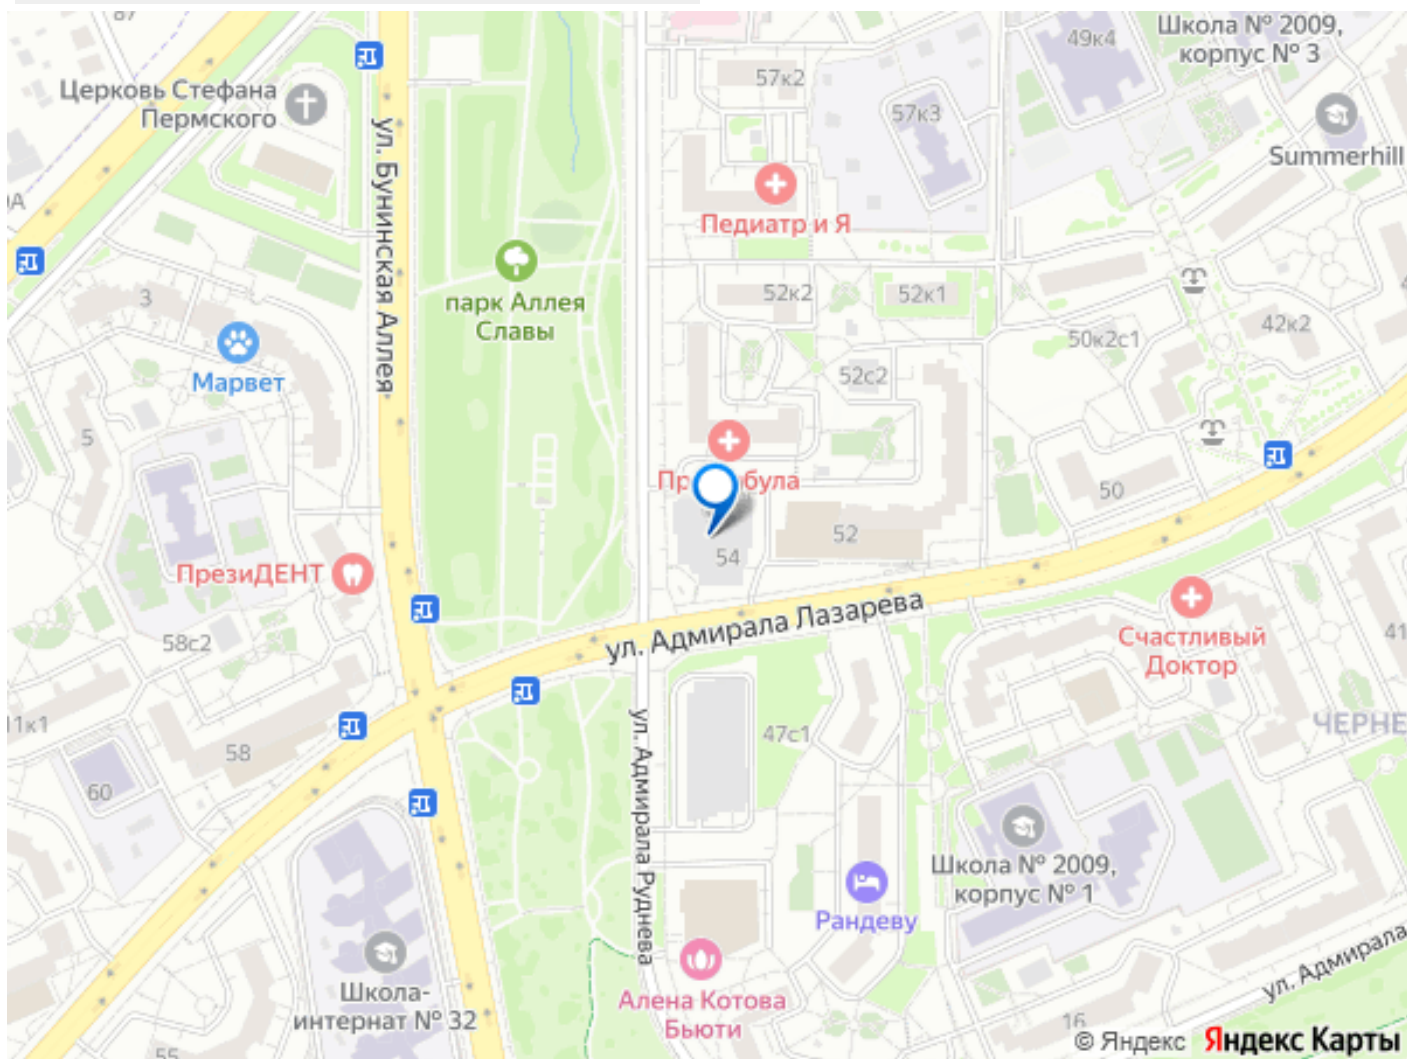 87
Школа № 2009,
корпус № 3
49к4
57к2
Церковь Стефана
Пермского
57к3
Summerhill
ул. Бунинская Аллея
Педиатр и Я
парк Аллея
Славы
3
52к2
52к1
42к2
50к2с1
Марвет
52с2
5
50
52
54
ПрезиДЕНТ
ул. Адмирала Лазарева
Счастливый
Доктор
58с2
41
11к1
58
47с1
ЧЕРНЕ
60
ул. Адмирала Руднева
Школа № 2009,
корпус № 1
Рандеву
ул. Адмирала
Школа-
интернат № 32
Алена Котова
Бьюти
16
55
© Яндекс Яндекс Карты